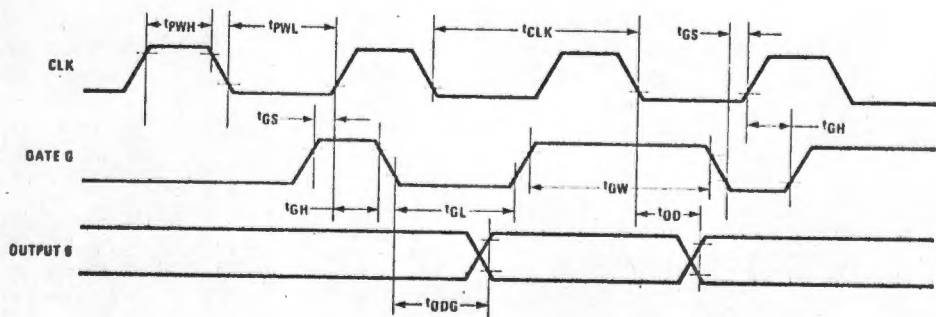 tPWH
tPWL
tCLK
tGS
CLK
tGS
tGH
GATE G
tGH
tGL
tGW
tOD
OUTPUT 6
tODG